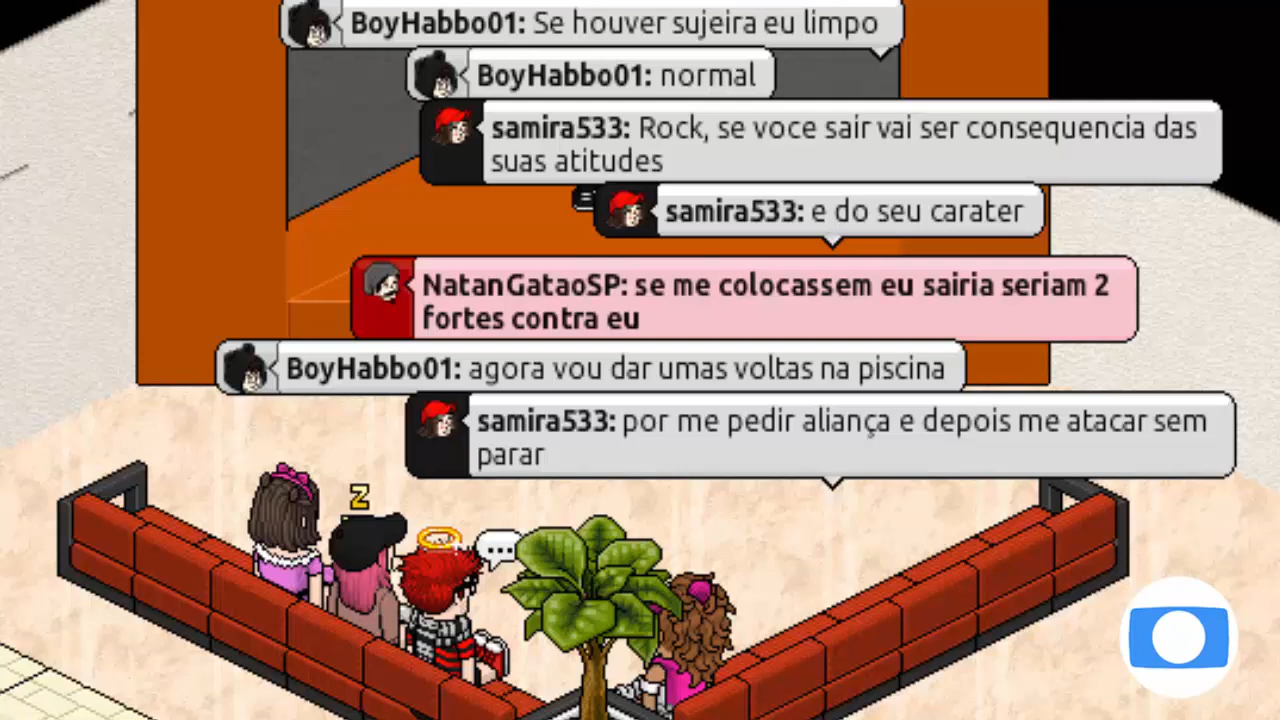 BoyHabbo01: Se houver sujeira eu limpo
BoyHabbo01: normal
samira533: Rock, se voce sair vai ser consequencia das
suas atitudes
samira533: e do seu carater
NatanGataoSP: se me colocassem eu sairia seriam 2
fortes contra eu
BoyHabbo01: agora vou dar umas voltas na piscina
samira533: por me pedir aliança e depois me atacar sem
parar
Z
...